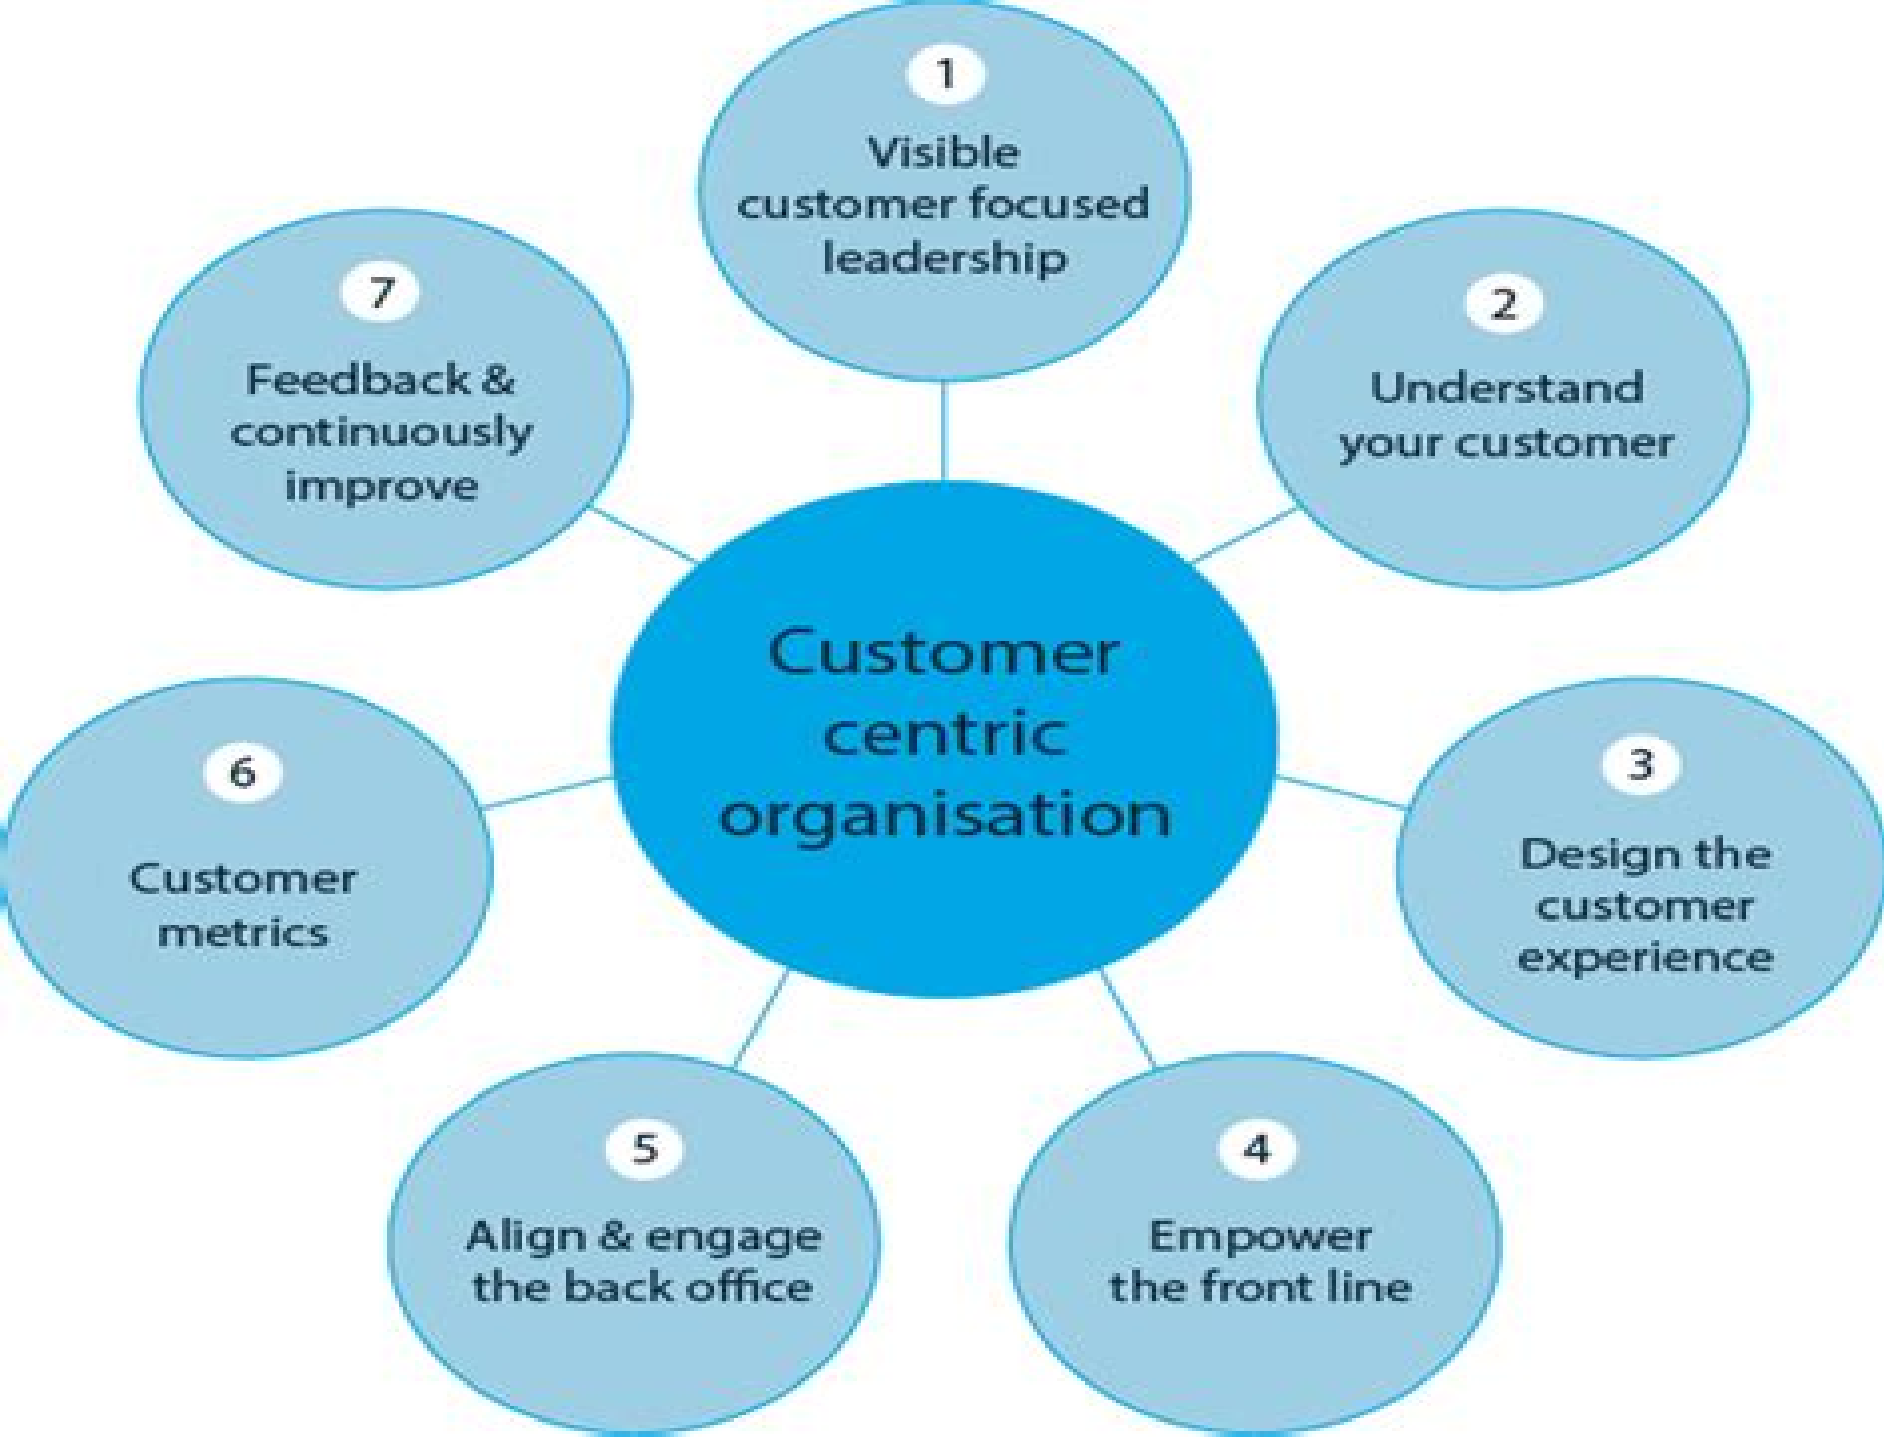 1
Visible
customer focused
leadership
2
Understand
your customer
3
Design the
customer
experience
4
Empower
the front line
5
Align & engage
the back office
6
Customer
metrics
7
Feedback &
continuously
improve
Customer
centric
organisation